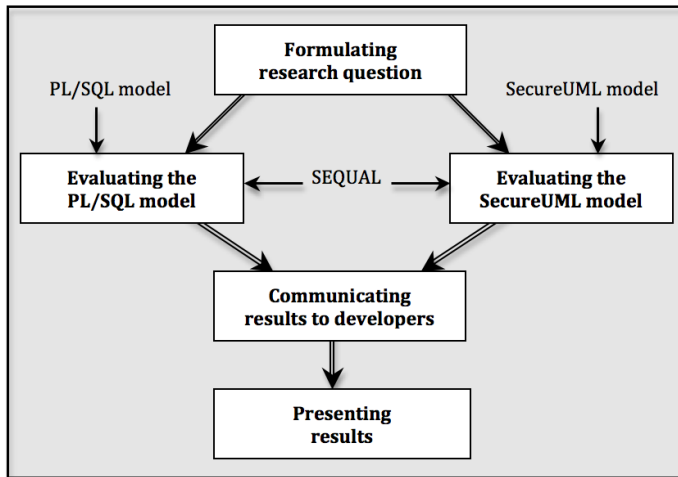 Formulating
research question
PL/SQL model
SecureUML model
Evaluating the
PL/SQL model
SEQUAL
Evaluating the
SecureUML model
Communicating
results to developers
Presenting
results